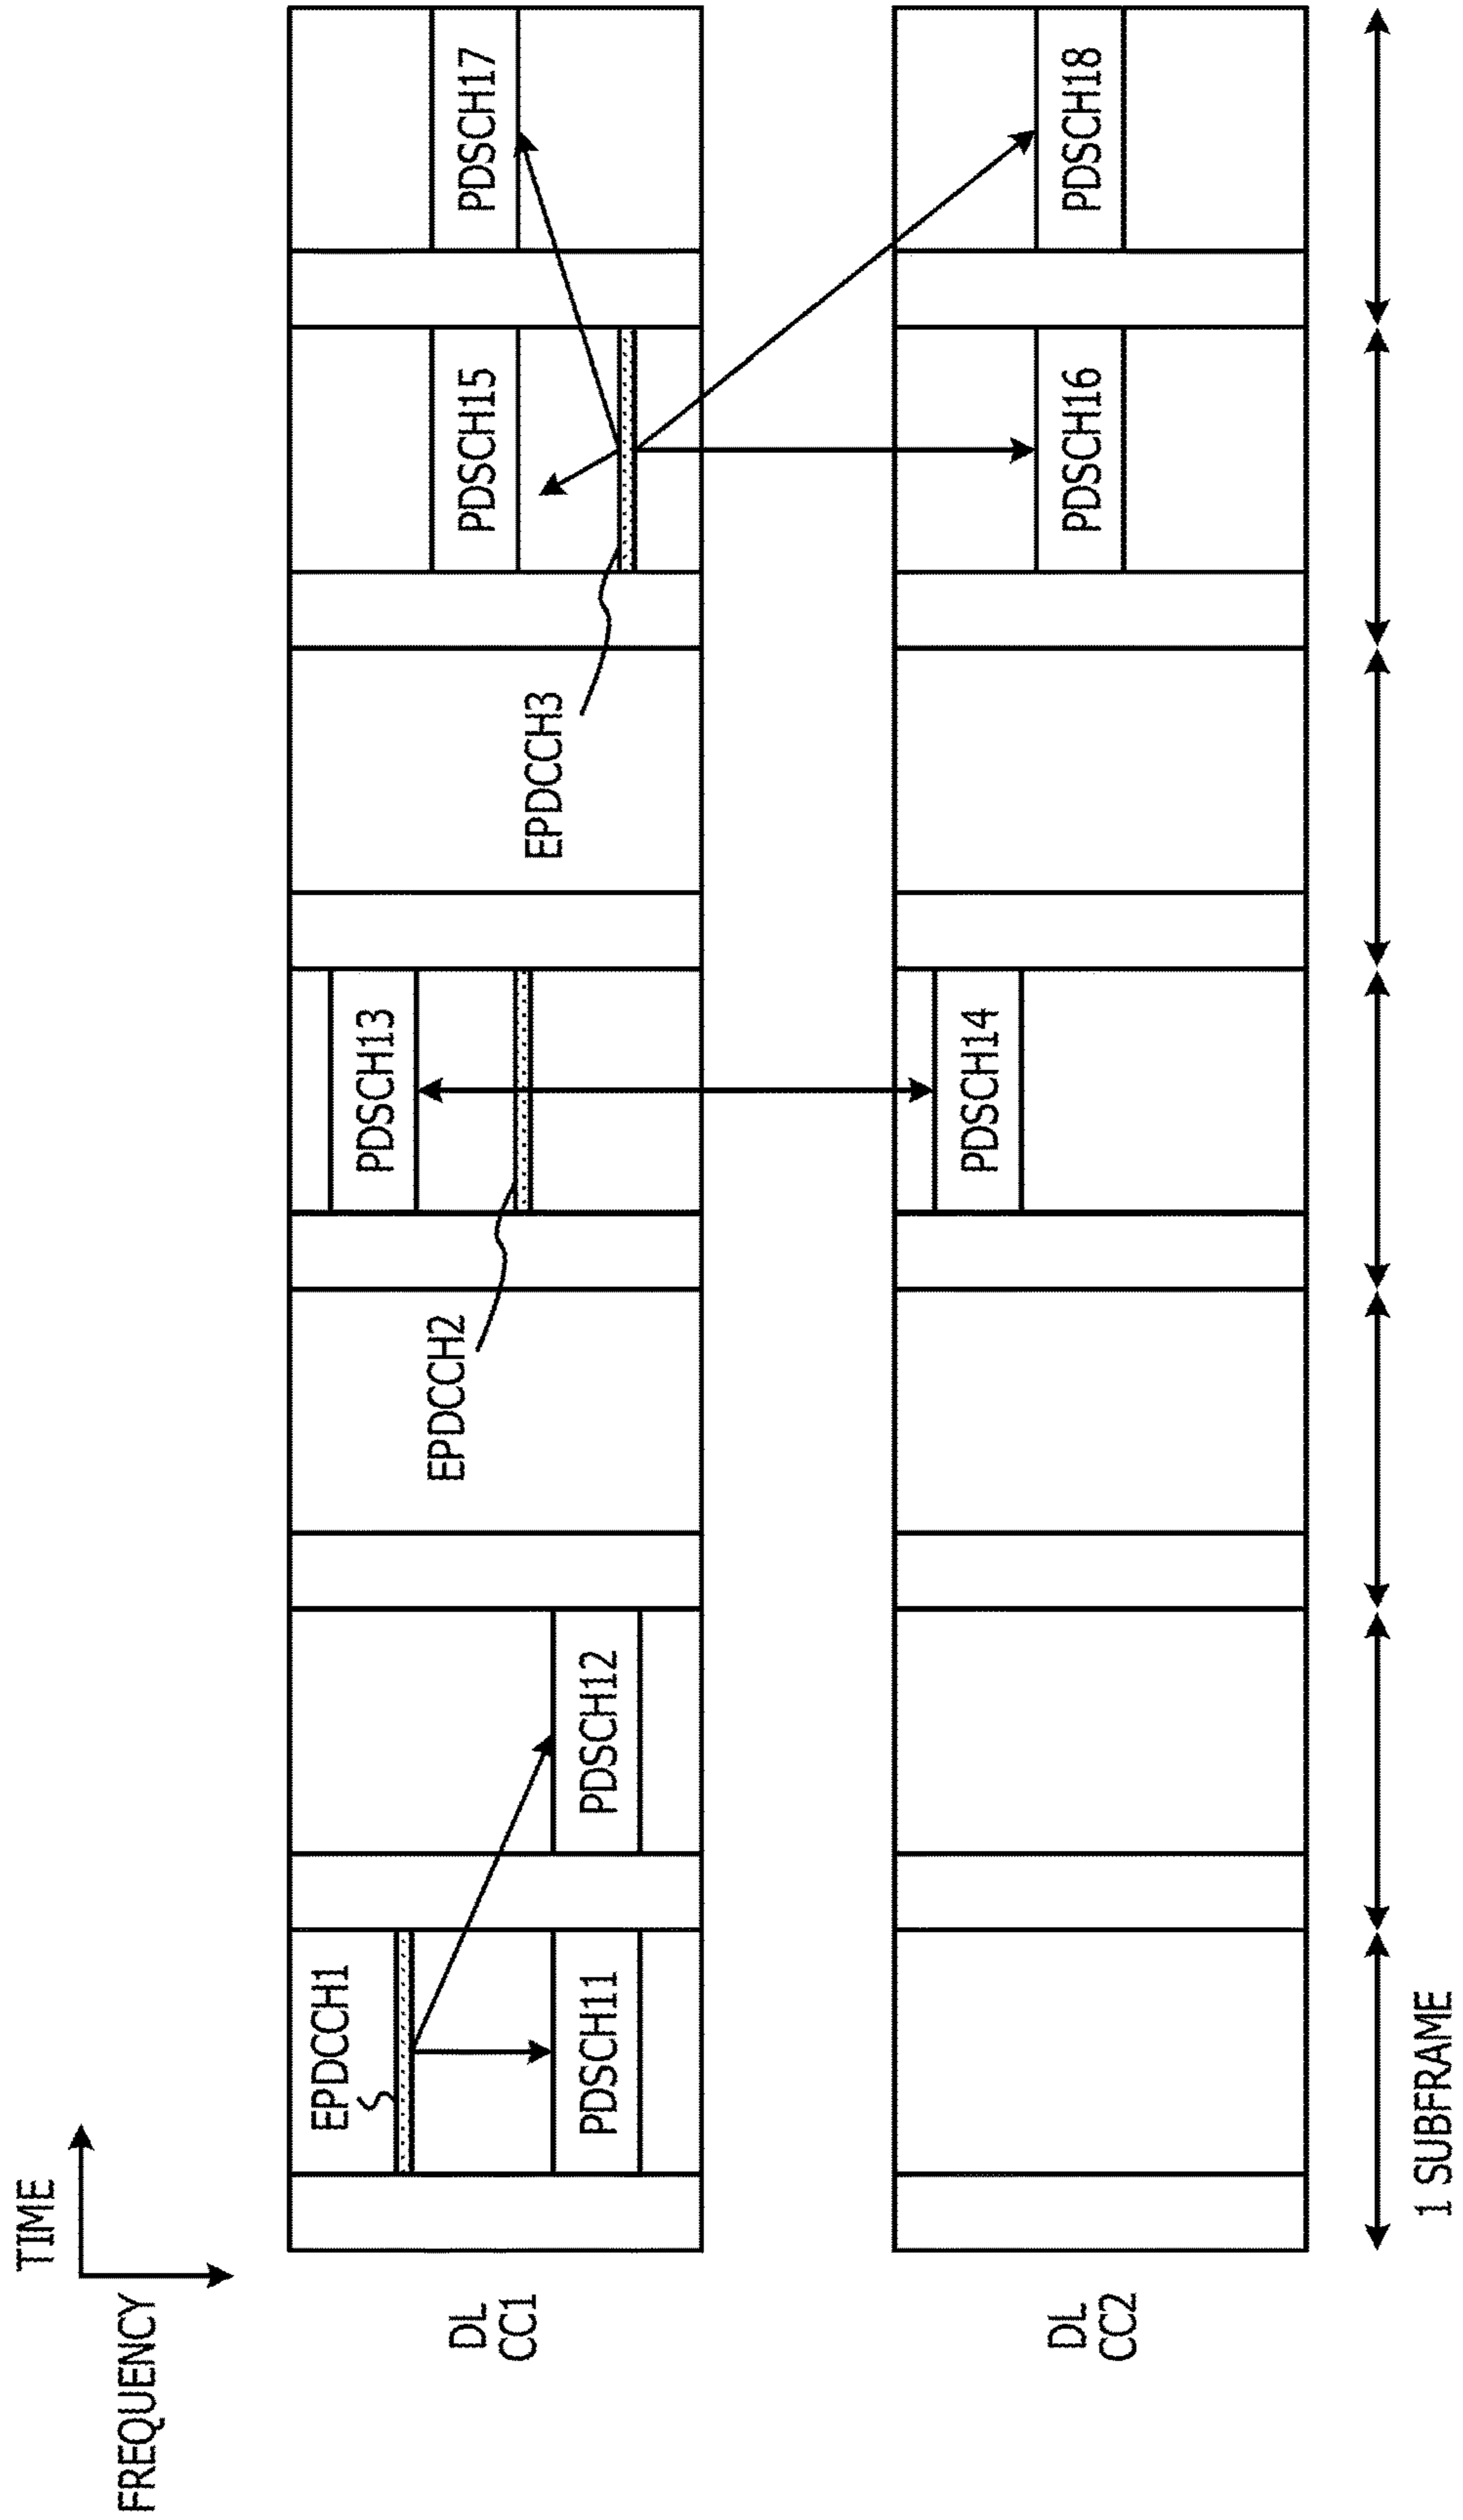 TIME
FREQUENCY
DL
CC1
EPDCCH1
PDSCH11
PDSCH12
EPDCCH2
PDSCH13
EPDCCH3
PDSCH15
PDSCH17
DL
CC2
PDSCH14
PDSCH16
PDSCH18
1 SUBFRAME